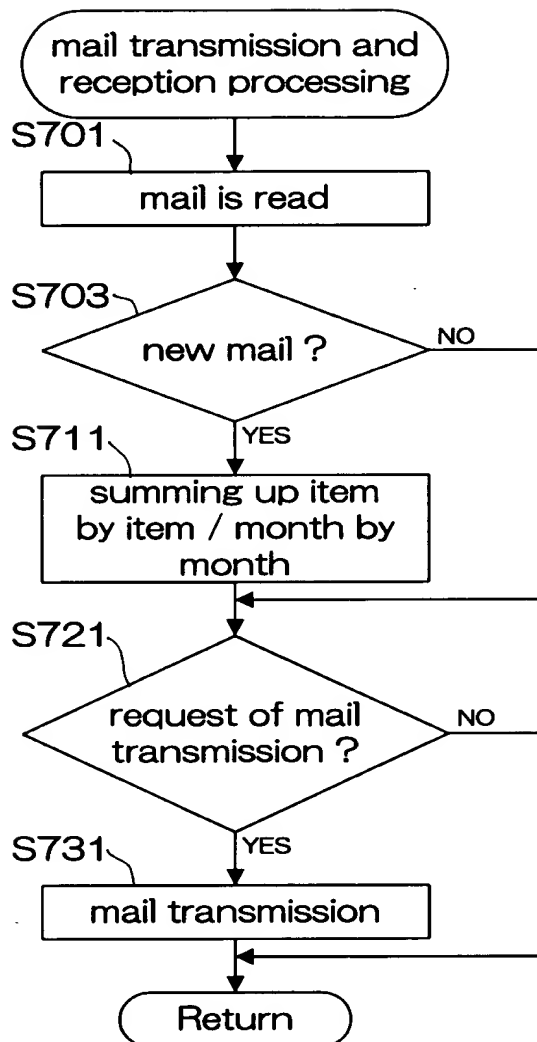 mail transmission and
reception processing
S701
mail is read
S703
new mail ?
NO
YES
S711
summing up item
by item / month by
month
S721
request of mail
transmission ?
NO
YES
S731
mail transmission
Return